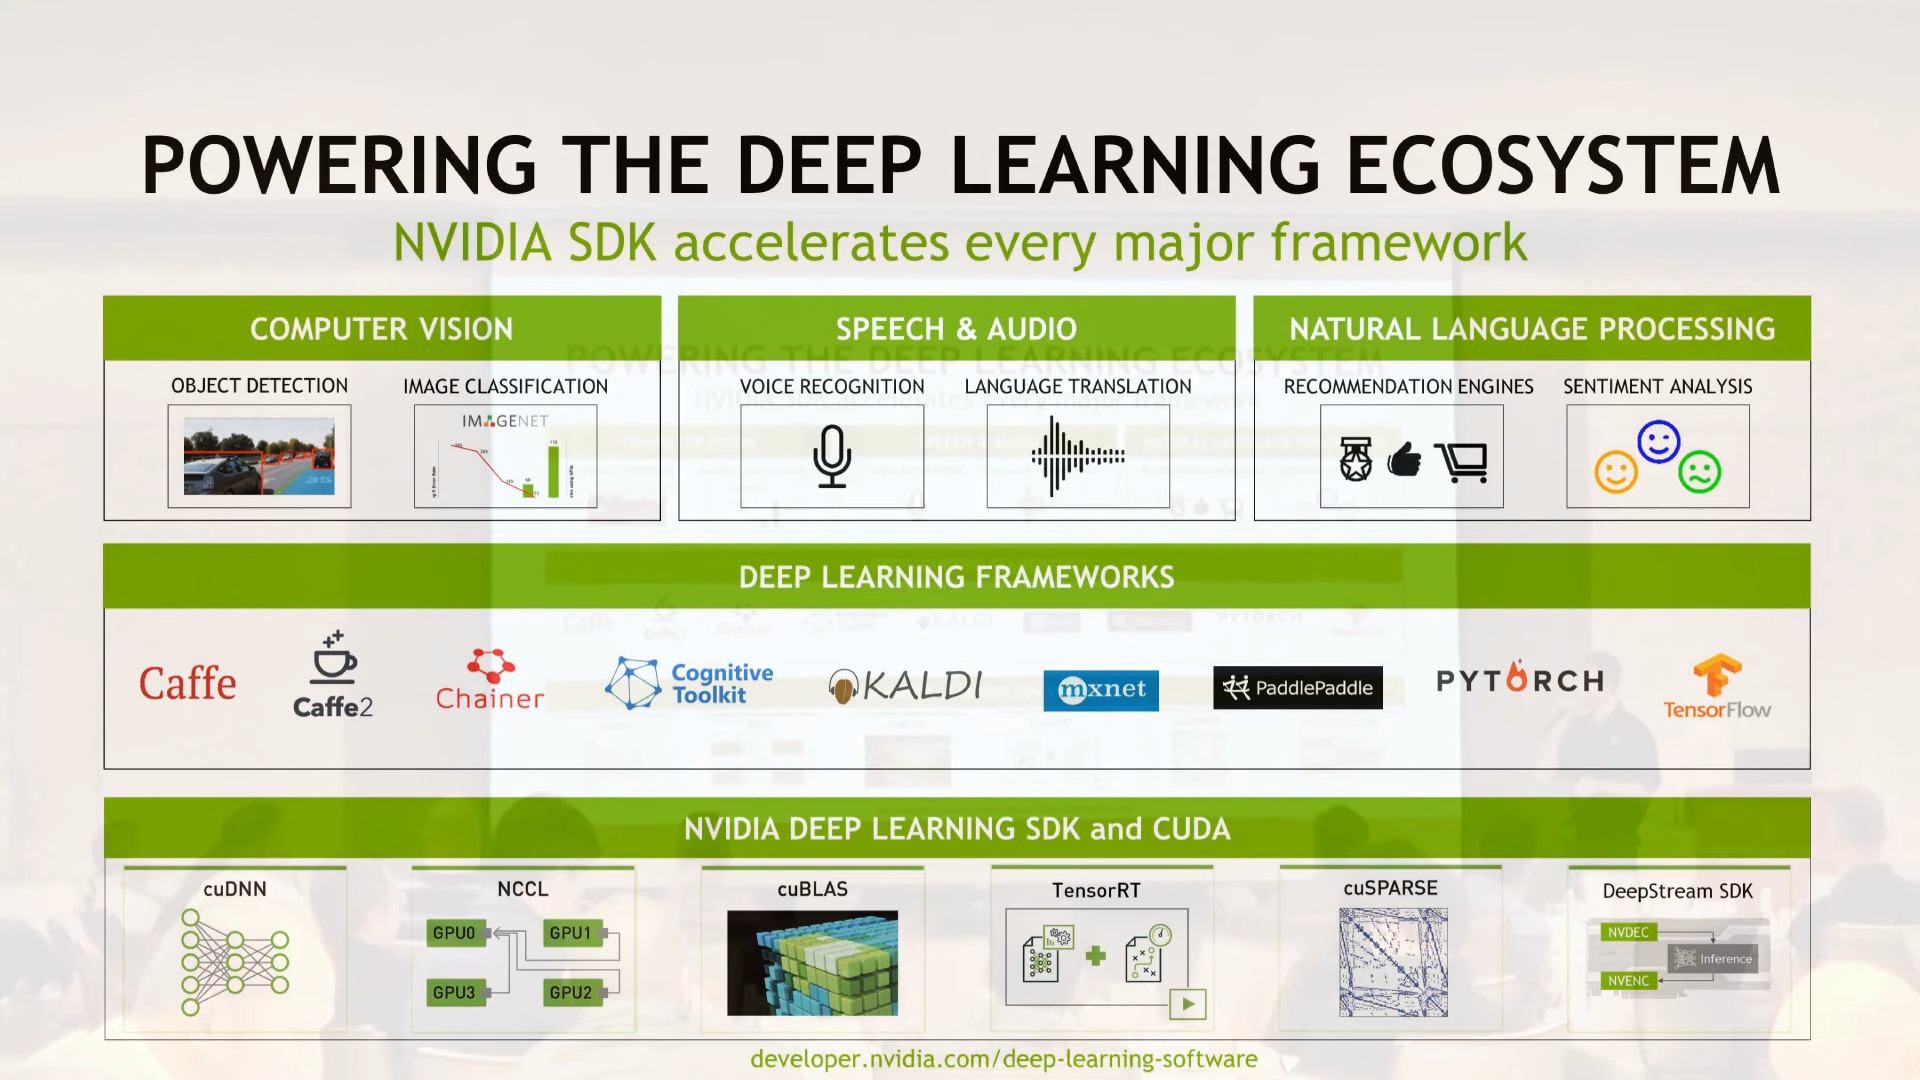 POWERING THE DEEP LEARNING ECOSYSTEM
NVIDIA SDK accelerates every major framework
COMPUTER VISION
OBJECT DETECTION
IMAGE CLASSIFICATION
IMAGENET
SPEECH & AUDIO
VOICE RECOGNITION
LANGUAGE TRANSLATION
NATURAL LANGUAGE PROCESSING
RECOMMENDATION ENGINES
SENTIMENT ANALYSIS
DEEP LEARNING FRAMEWORKS
Caffe
Caffe2
Chainer
Cognitive
Toolkit
KALDI
mxnet
PaddlePaddle
PYTORCH
TensorFlow
NVIDIA DEEP LEARNING SDK and CUDA
cuDNN
NCCL
GPU0
GPU1
GPU3
GPU2
cuBLAS
TensorRT
cuSPARSE
DeepStream SDK
NVDEC
Inference
NVENC
developer.nvidia.com/deep-learning-software